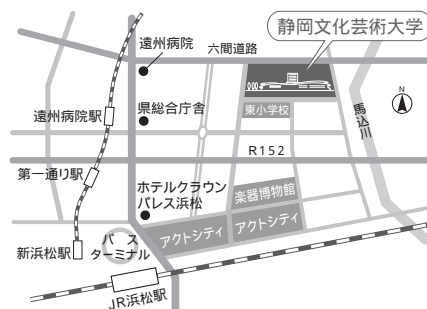 静岡文化芸術大学
遠州病院
六間道路
N
遠州病院駅
県総合庁舎
東小学校
馬込川
R152
第一通り駅
ホテルクラウン
パレス浜松
楽器博物館
アクトシティ
アクトシティ
新浜松駅
バス
ターミナル
JR浜松駅